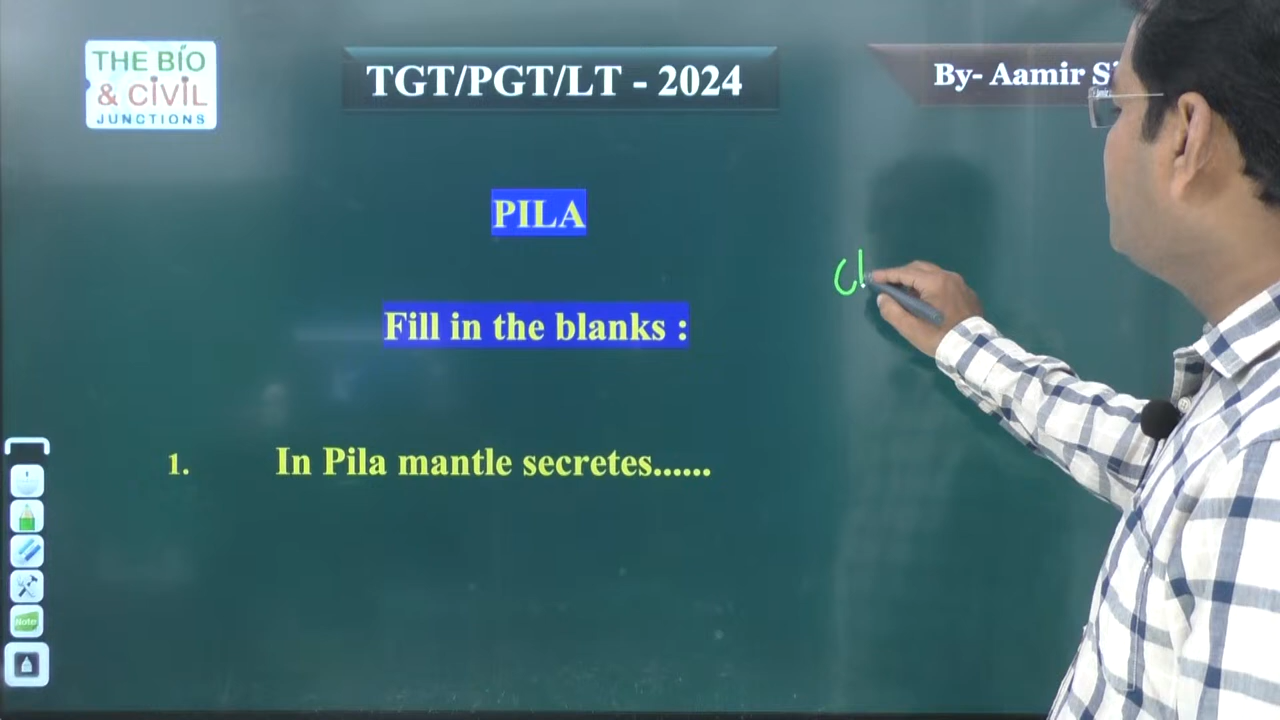 THE BIO
& CIVIL
JUNCTIONS
TGT/PGT/LT - 2024
By- Aamir
PILA
Fill in the blanks :
1. In Pila mantle secretes......
Note